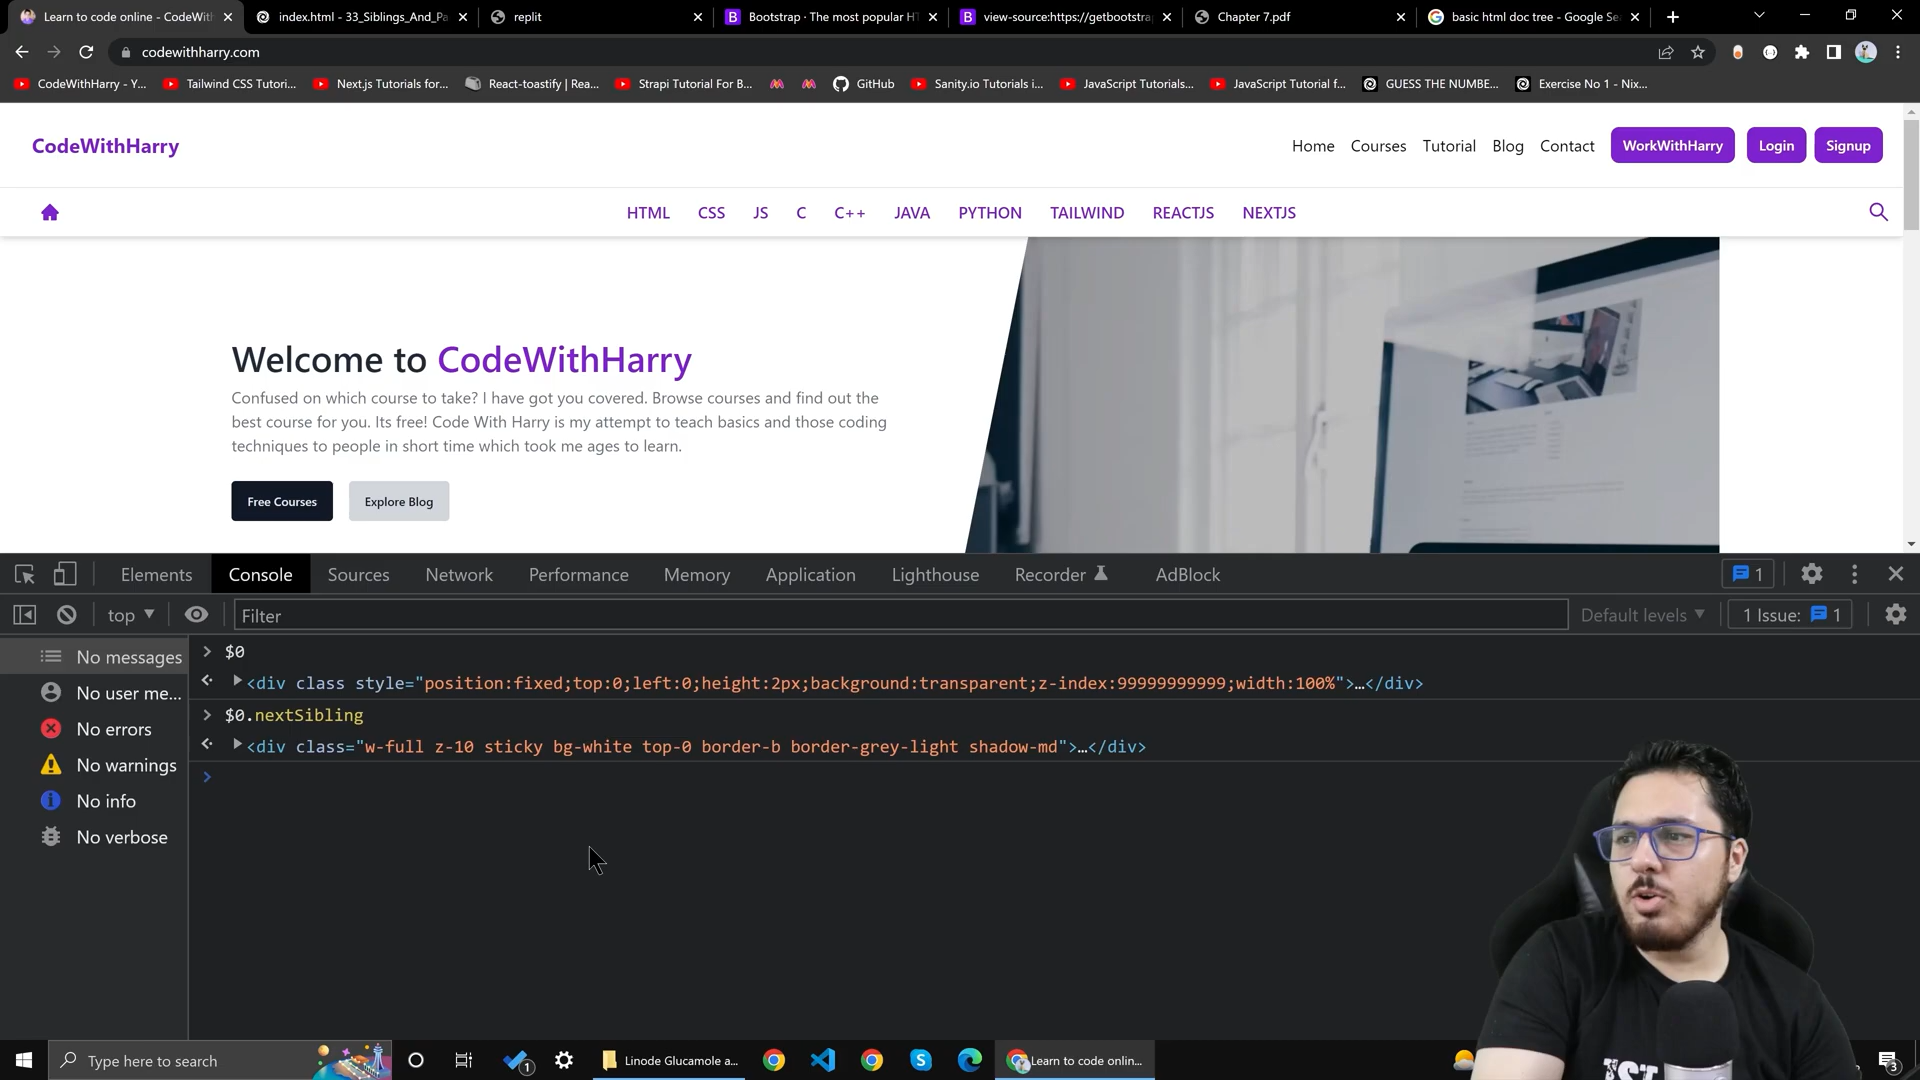 Learn to code online - CodeWith
index.html - 33_Siblings_And_Pa
replit
Bootstrap · The most popular HT
view-source:https://getbootstra
Chapter 7.pdf
basic html doc tree - Google Se
codewithharry.com
CodeWithHarry - Y...
Tailwind CSS Tutori...
Next.js Tutorials for...
React-toastify | Rea...
Strapi Tutorial For B...
GitHub
Sanity.io Tutorials i...
JavaScript Tutorials...
JavaScript Tutorial f...
GUESS THE NUMBE...
Exercise No 1 - Nix...
CodeWithHarry
Home Courses Tutorial Blog Contact WorkWithHarry Login Signup
HTML CSS JS C C++ JAVA PYTHON TAILWIND REACTJS NEXTJS
Welcome to CodeWithHarry
Confused on which course to take? I have got you covered. Browse courses and find out the
best course for you. Its free! Code With Harry is my attempt to teach basics and those coding
techniques to people in short time which took me ages to learn.
Free Courses Explore Blog
Elements Console Sources Network Performance Memory Application Lighthouse Recorder AdBlock 1
top Filter Default levels 1 Issue: 1
No messages
No user me...
No errors
No warnings
No info
No verbose
> $0
<div class style="position:fixed;top:0;left:0;height:2px;background:transparent;z-index:99999999999;width:100%">…</div>
> $0.nextSibling
<div class="w-full z-10 sticky bg-white top-0 border-b border-grey-light shadow-md">…</div>
>
Type here to search
1
Linode Glucamole a...
Learn to code onlin...
3